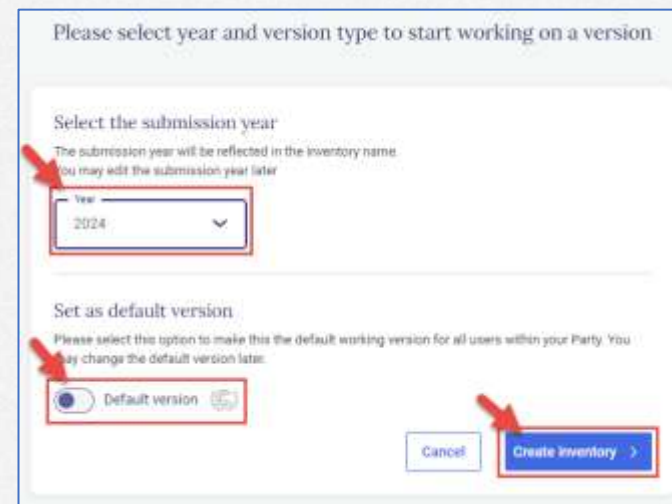 Please select year and version type to start working on a version
Select the submission year
The submission year will be reflected in the inventory name
You may edit the submission year later
Year
2024
Set as default version
Please select this option to make this the default working version for all users within your Party. You
may change the default version later.
Default version
Cancel
Create inventory